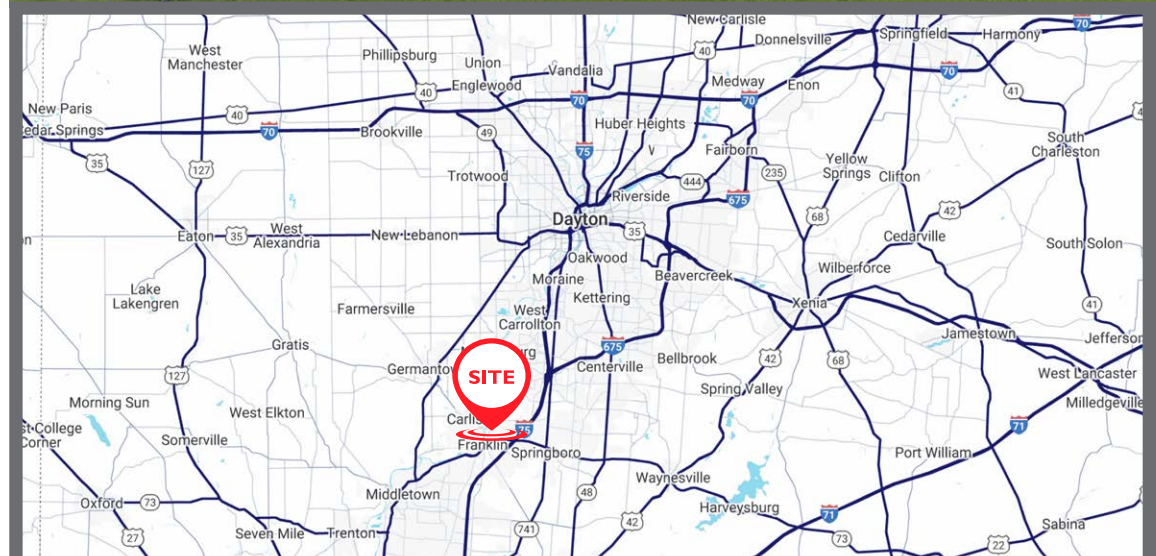 New Carlisle
70
Donnelsville
Springfield
Harmony
West
Manchester
Phillipsburg
Union
40
Vandalia
Englewood
70
Medway
Enon
40
70
70
41
New Paris
40
Cedar Springs
70
Brookville
49
Huber Heights
75
Fairborn
South
Charleston
35
127
Trotwood
444
235
Yellow
Springs
Clifton
Riverside
675
68
42
Dayton
35
Eaton
35
West
Alexandria
New Lebanon
Cedarville
South Solon
Oakwood
Beavercreek
Wilberforce
Moraine
Lake
Lakengren
Kettering
Xenia
41
Farmersville
West
Carrollton
Jamestown
Jefferson
Gratis
675
Bellbrook
42
68
Centerville
Germantow
SITE
127
Spring Valley
West Lancaster
Milledgeville
Morning Sun
West Elkton
Carlis
75
71
st College
Corner
Somerville
Franklin
Springboro
Port William
Waynesville
Middletown
48
Oxford
73
Harveysburg
71
42
Sabina
27
Seven Mile
Trenton
741
73
22